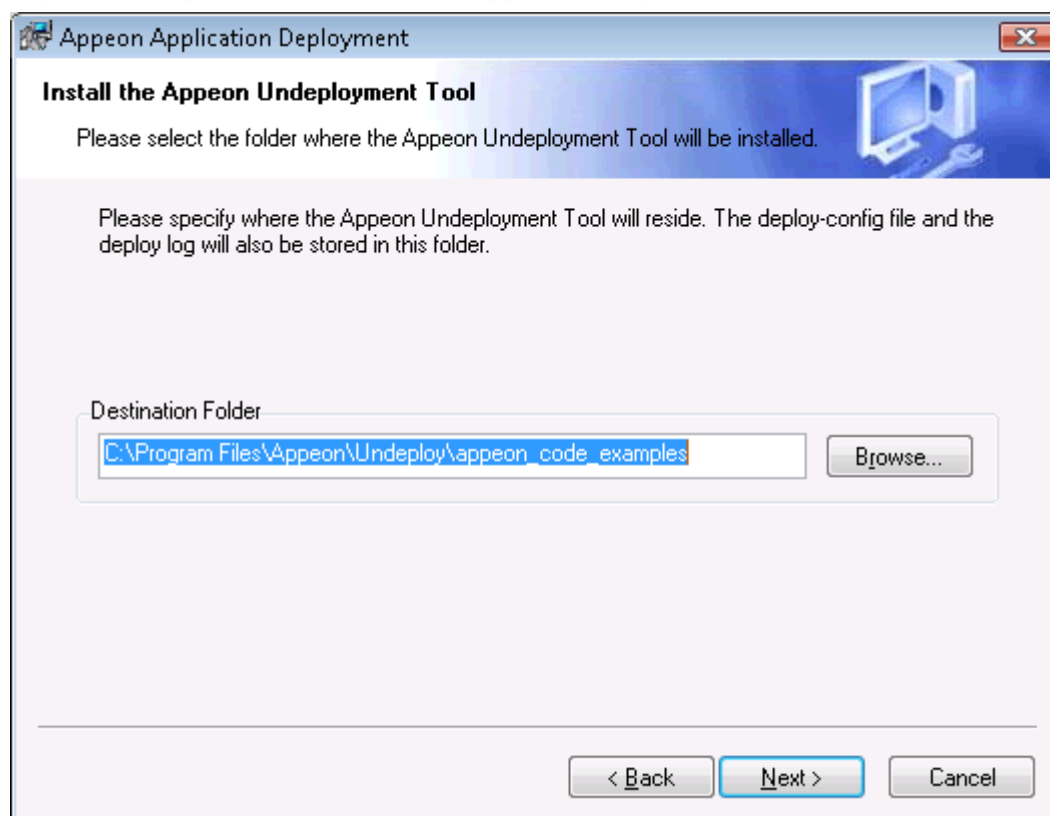 Appeon Application Deployment
Install the Appeon Undeployment Tool
Please select the folder where the Appeon Undeployment Tool will be installed.
Please specify where the Appeon Undeployment Tool will reside. The deploy-config file and the
deploy log will also be stored in this folder.
Destination Folder
C:\Program Files\Appeon\Undeploy\appeon_code_examples
Browse...
< Back
Next >
Cancel